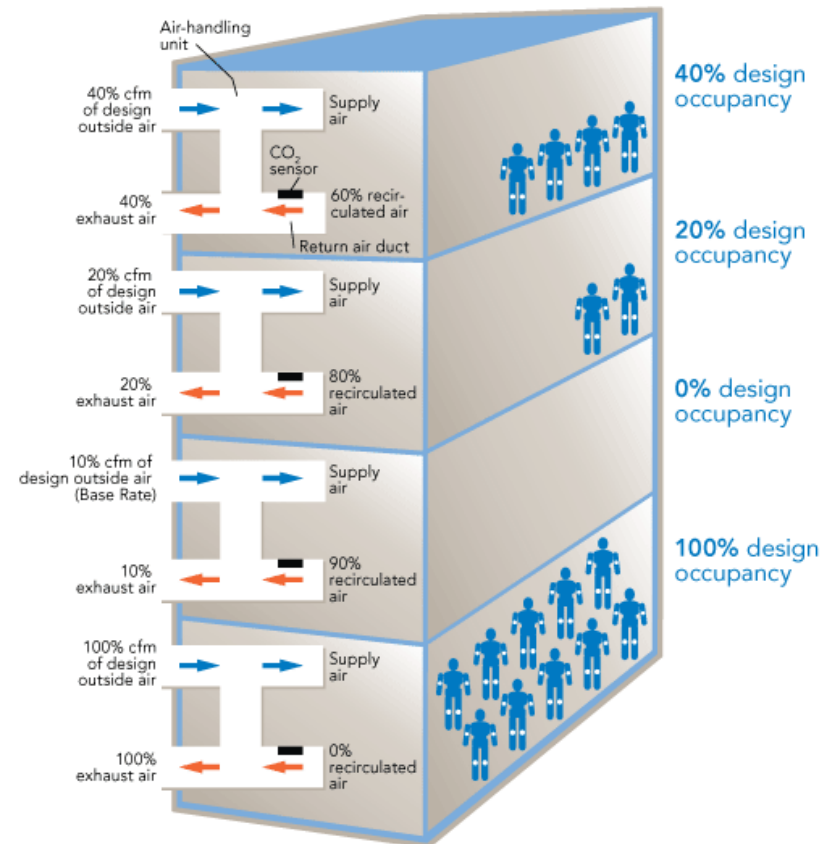 Air-handling
unit
40% cfm
of design
outside air
Supply
air
40% design
occupancy
CO₂
sensor
40%
exhaust air
60% recir-
culated air
Return air duct
20% cfm
of design
outside air
Supply
air
20% design
occupancy
20%
exhaust air
80%
recirculated
air
0% design
occupancy
10% cfm of
design outside air
(Base Rate)
Supply
air
10%
exhaust air
90%
recirculated
air
100% design
occupancy
100% cfm
of design
outside air
Supply
air
100%
exhaust air
0%
recirculated
air